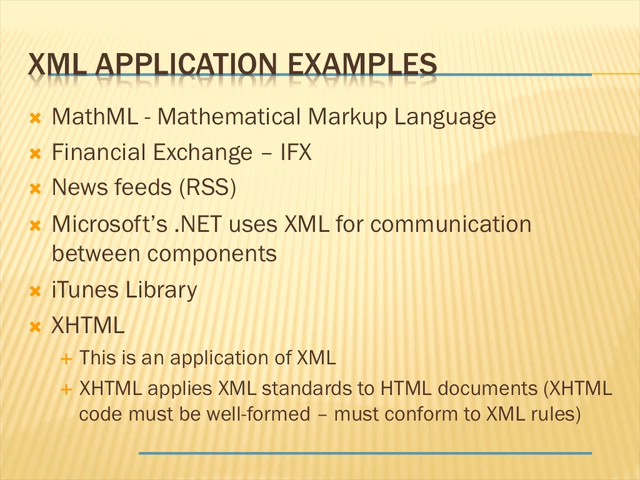 XML APPLICATION EXAMPLES
MathML - Mathematical Markup Language
Financial Exchange – IFX
News feeds (RSS)
Microsoft’s .NET uses XML for communication
between components
iTunes Library
XHTML
This is an application of XML
XHTML applies XML standards to HTML documents (XHTML
code must be well-formed – must conform to XML rules)